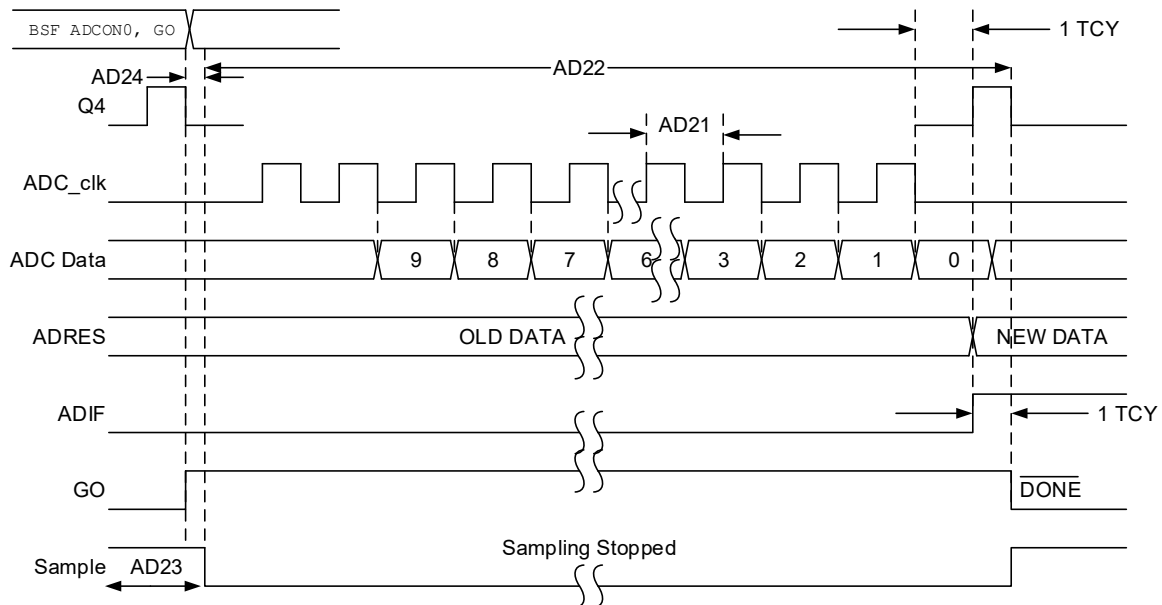 BSF ADCON0, GO
1 TCY
AD24
AD22
Q4
AD21
ADC_clk
ADC Data
9 8 7 6 3 2 1 0
ADRES
OLD DATA
NEW DATA
ADIF
1 TCY
GO
DONE
Sample
AD23
Sampling Stopped